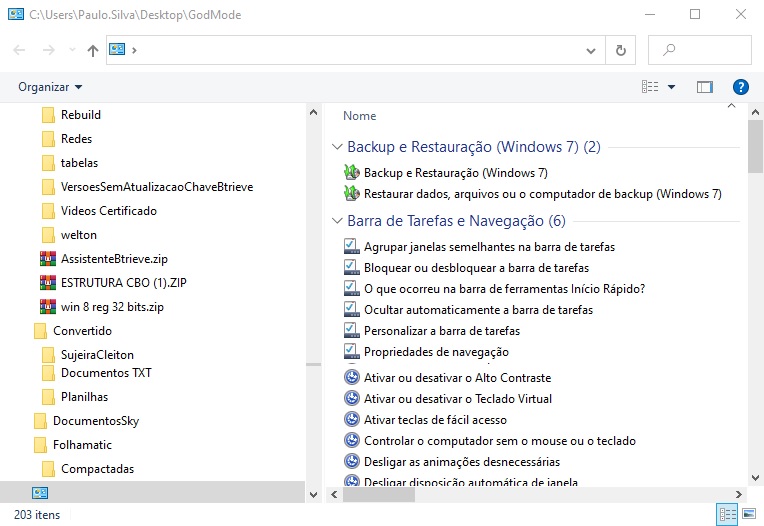 C:\Users\Paulo.Silva\Desktop\GodMode
Organizar
Rebuild
Redes
tabelas
VersoesSemAtualizacaoChaveBtrieve
Videos Certificado
welton
AssistenteBtrieve.zip
ESTRUTURA CBO (1).ZIP
win 8 reg 32 bits.zip
Convertido
SujeiraCleiton
Documentos TXT
Planilhas
DocumentosSky
Folhamatic
Compactadas
Nome
Backup e Restauração (Windows 7) (2)
Backup e Restauração (Windows 7)
Restaurar dados, arquivos ou o computador de backup (Windows 7)
Barra de Tarefas e Navegação (6)
Agrupar janelas semelhantes na barra de tarefas
Bloquear ou desbloquear a barra de tarefas
O que ocorreu na barra de ferramentas Início Rápido?
Ocultar automaticamente a barra de tarefas
Personalizar a barra de tarefas
Propriedades de navegação
Ativar ou desativar o Alto Contraste
Ativar ou desativar o Teclado Virtual
Ativar teclas de fácil acesso
Controlar o computador sem o mouse ou o teclado
Desligar as animações desnecessárias
Desligar disposição automática de janela
203 itens